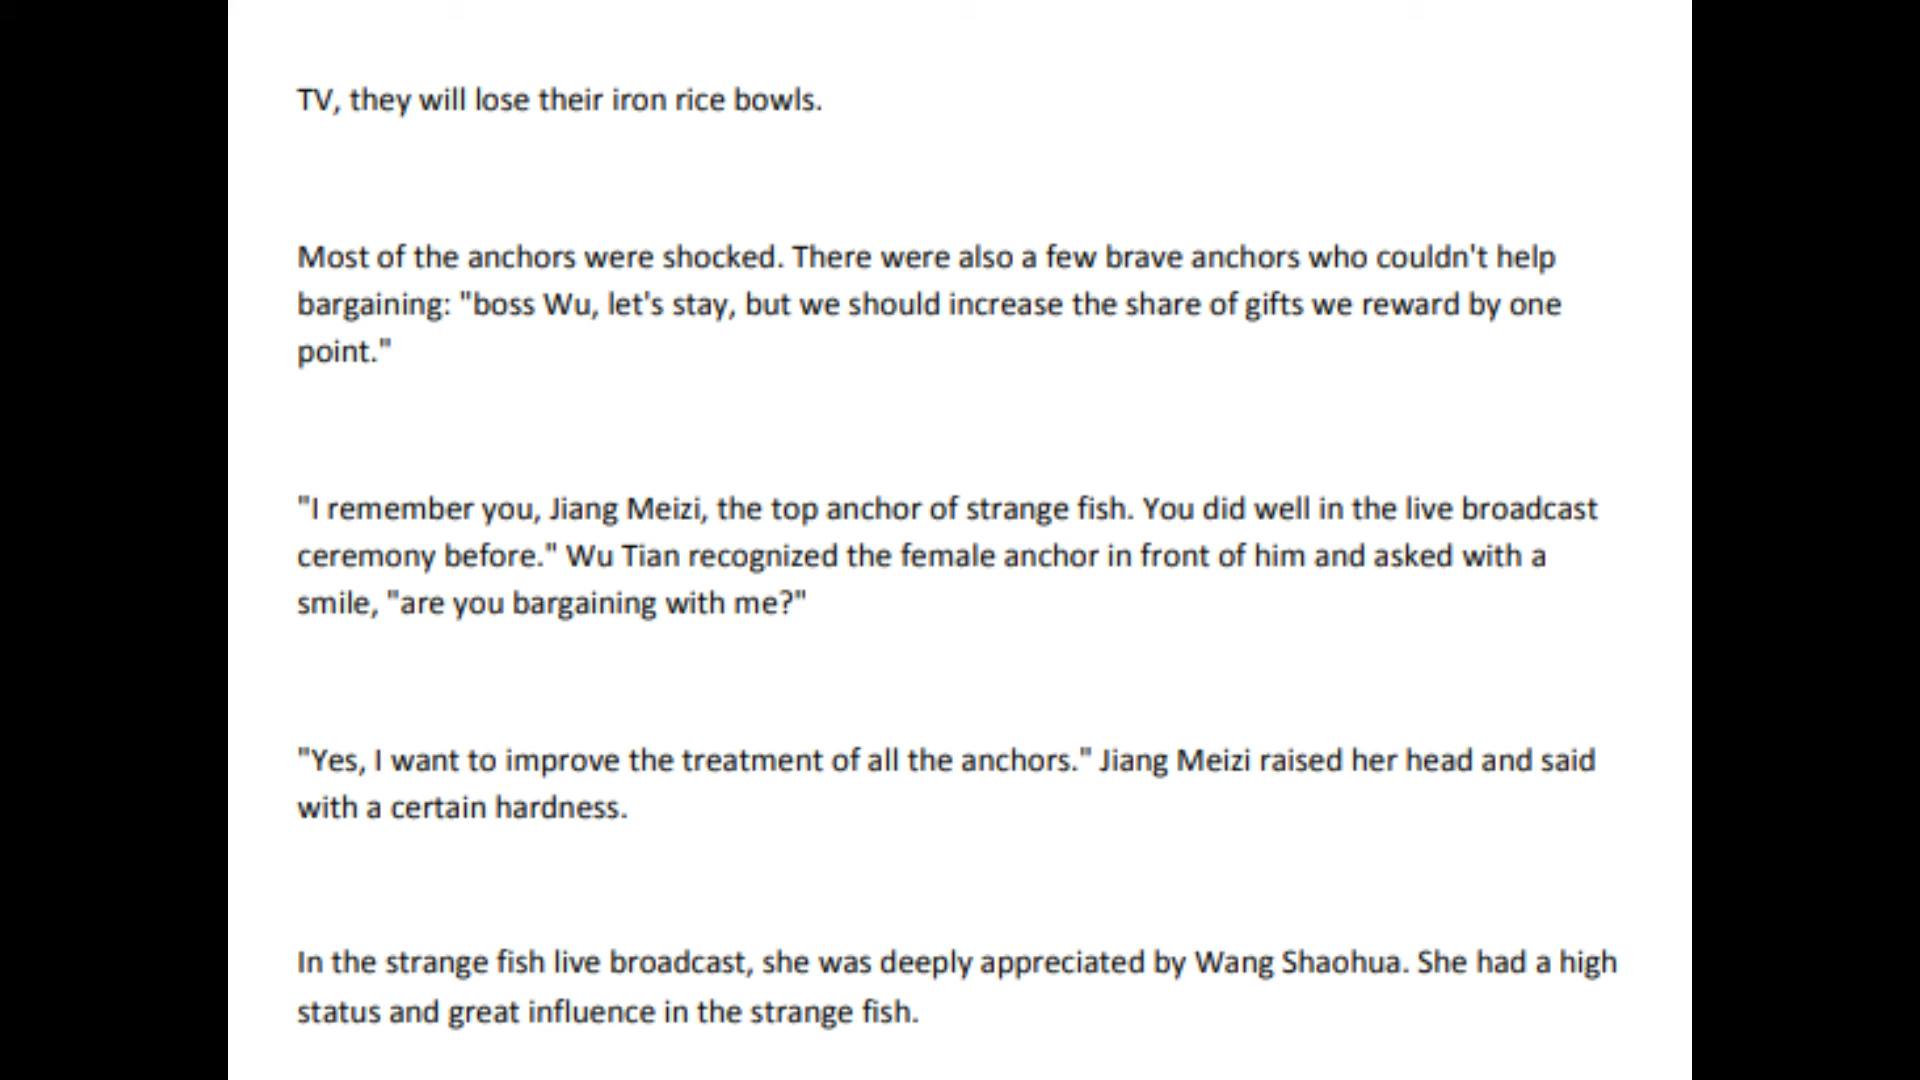 TV, they will lose their iron rice bowls.
Most of the anchors were shocked. There were also a few brave anchors who couldn't help
bargaining: "boss Wu, let's stay, but we should increase the share of gifts we reward by one
point."
"I remember you, Jiang Meizi, the top anchor of strange fish. You did well in the live broadcast
ceremony before." Wu Tian recognized the female anchor in front of him and asked with a
smile, "are you bargaining with me?"
"Yes, I want to improve the treatment of all the anchors." Jiang Meizi raised her head and said
with a certain hardness.
In the strange fish live broadcast, she was deeply appreciated by Wang Shaohua. She had a high
status and great influence in the strange fish.